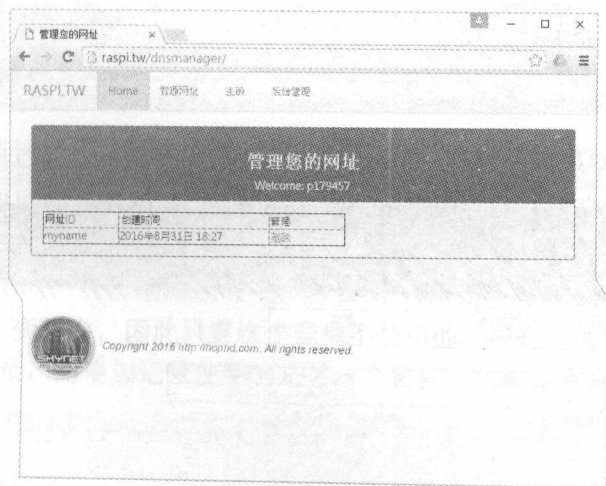 管理您的网址
raspi.tw/dnsmanager/
RASPI.TW Home 管理网址 注销 后台管理
管理您的网址
Welcome: p179457
网址ID 创建时间 管理
myname 2016年8月31日 18:27 删除
SKYNET
Copyright 2016 http://hophd.com. All rights reserved.